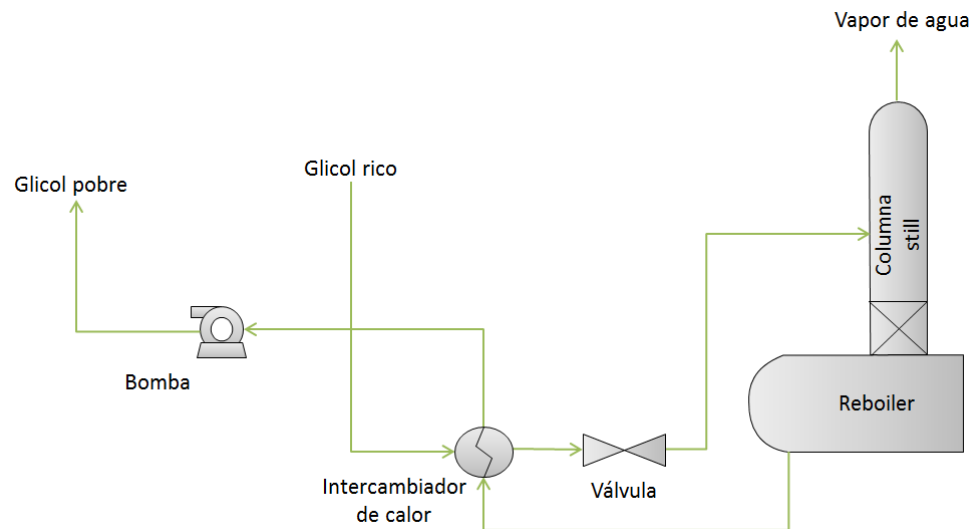 Vapor de agua
Glicol rico
Glicol pobre
Columna
still
Bomba
Reboiler
Intercambiador
de calor
Válvula